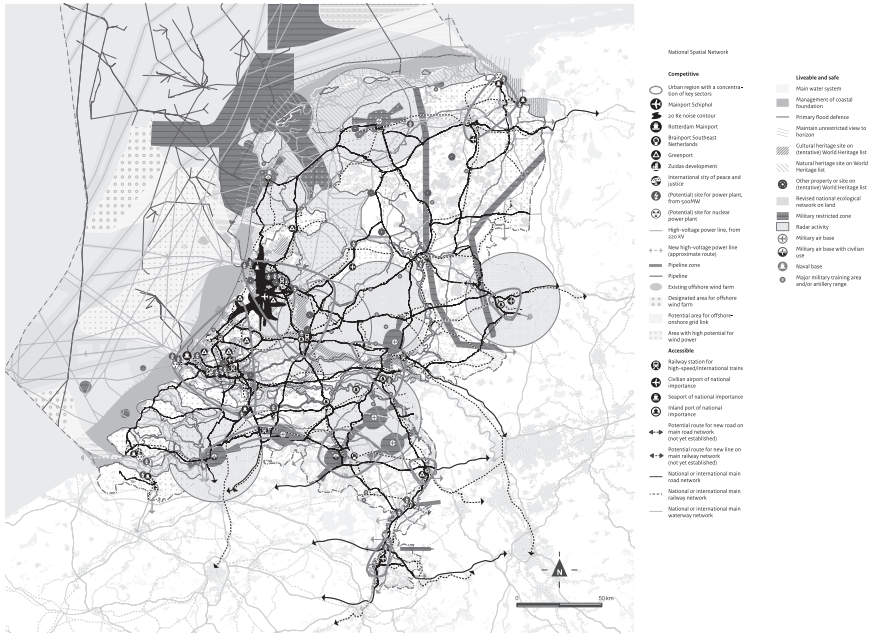 National Spatial Network
Competitive
Urban region with a concentra-
tion of key sectors
Mainport Schiphol
20 Ke noise contour
Rotterdam Mainport
Brainport Southeast
Netherlands
Greenport
Zuidas development
International city of peace and
justice
(Potential) site for power plant,
from 500MW
(Potential) site for nuclear
power plant
High-voltage power line, from
220 kV
New high-voltage power line
(approximate route)
Pipeline zone
Pipeline
Existing offshore wind farm
Designated area for offshore
wind farm
Potential area for offshore-
onshore grid link
Area with high potential for
wind power
Accessible
Railway station for
high-speed/international trains
Civilian airport of national
importance
Seaport of national importance
Inland port of national
importance
Potential route for new road on
main road network
(not yet established)
Potential route for new line on
main railway network
(not yet established)
National or international main
road network
National or international main
railway network
National or international main
waterway network
Liveable and safe
Main water system
Management of coastal
foundation
Primary flood defence
Maintain unrestricted view to
horizon
Cultural heritage site on
(tentative) World Heritage list
Natural heritage site on World
Heritage list
Other property or site on
(tentative) World Heritage list
Revised national ecological
network on land
Military restricted zone
Radar activity
Military air base
Military air base with civilian
use
Naval base
Major military training area
and/or artillery range
N
0 50km